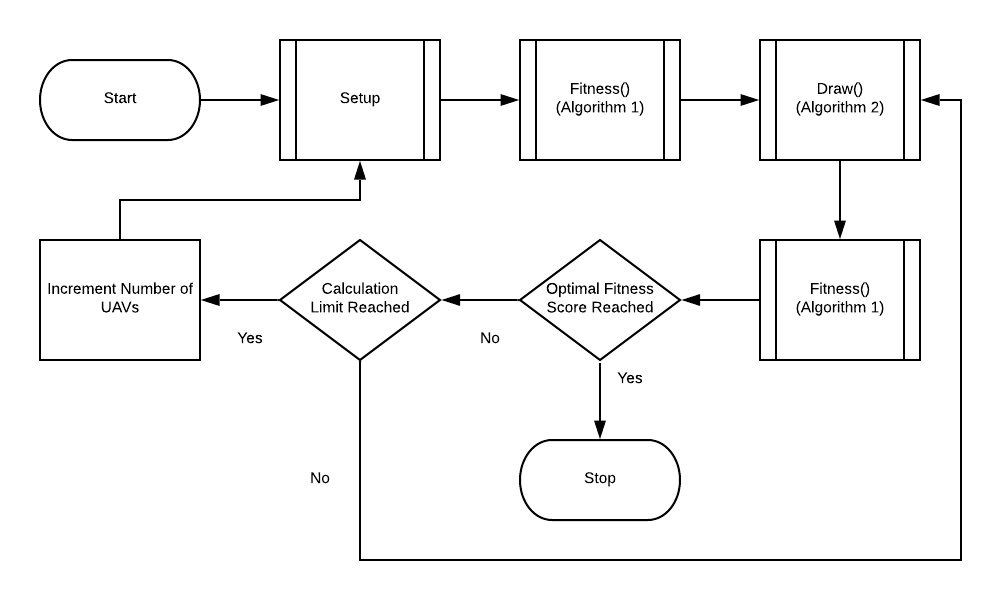 Start
Setup
Fitness()
(Algorithm 1)
Draw()
(Algorithm 2)
Increment Number of
UAVs
Calculation
Limit Reached
Optimal Fitness
Score Reached
Fitness()
(Algorithm 1)
Yes
No
Yes
No
Stop